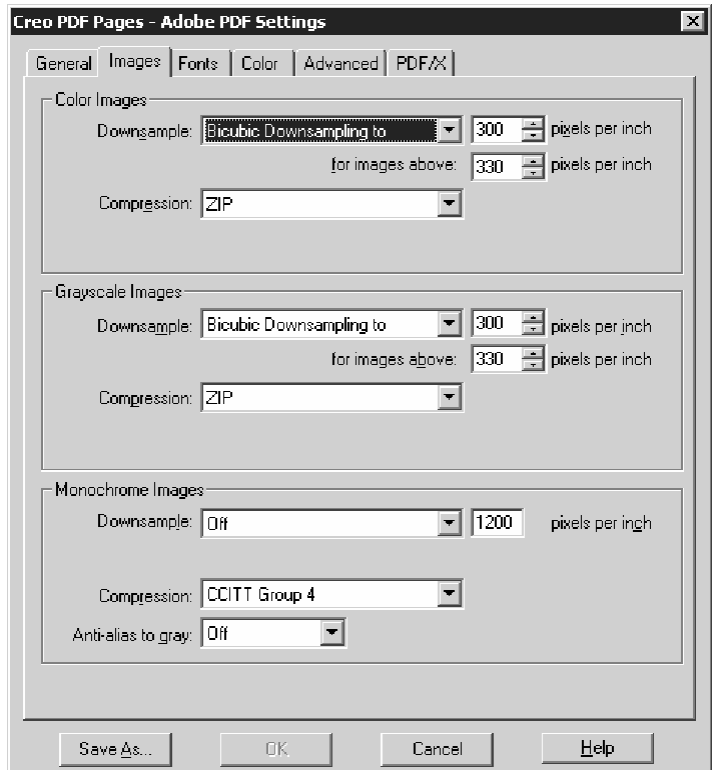 Creo PDF Pages - Adobe PDF Settings
General Images Fonts Color Advanced PDF/X
Color Images
Downsample: Bicubic Downsampling to 300 pixels per inch
for images above: 330 pixels per inch
Compression: ZIP
Grayscale Images
Downsample: Bicubic Downsampling to 300 pixels per inch
for images above: 330 pixels per inch
Compression: ZIP
Monochrome Images
Downsample: Off 1200 pixels per inch
Compression: CCITT Group 4
Anti-alias to gray: Off
Save As... OK Cancel Help